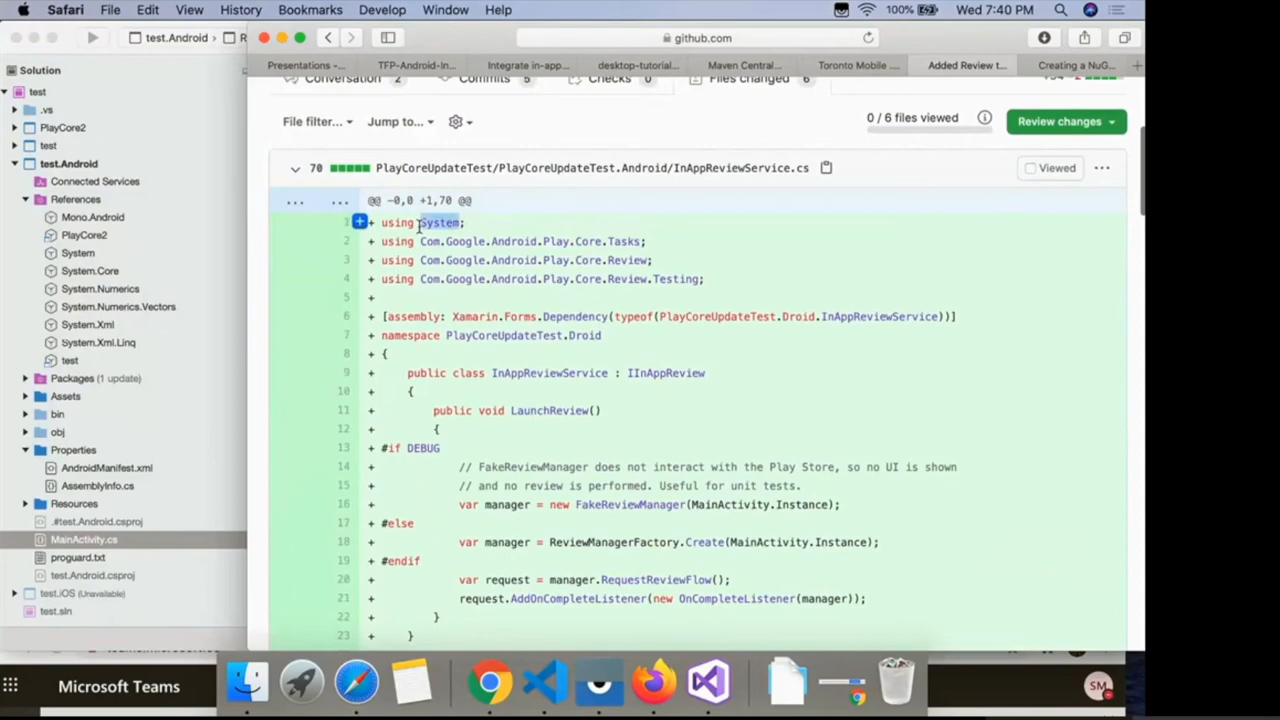 Safari File Edit View History Bookmarks Develop Window Help 100% Wed 7:40 PM
test.Android
github.com
Presentations -... TFP-Android-In... Integrate in-app... desktop-tutorial... Maven Central... Toronto Mobile ... Added Review t... Creating a NuG...
Solution
test
.vs
PlayCore2
test
test.Android
Connected Services
References
Mono.Android
PlayCore2
System
System.Core
System.Numerics
System.Numerics.Vectors
System.Xml
System.Xml.Linq
test
Packages (1 update)
Assets
bin
obj
Properties
AndroidManifest.xml
AssemblyInfo.cs
Resources
.#test.Android.csproj
MainActivity.cs
proguard.txt
test.Android.csproj
test.iOS (Unavailable)
test.sln
Conversation 2 Commits 5 Checks 0 Files changed 6
File filter... Jump to... 0 / 6 files viewed Review changes
70 PlayCoreUpdateTest/PlayCoreUpdateTest.Android/InAppReviewService.cs Viewed ...
... ... @@ -0,0 +1,70 @@
1 + using System;
2 + using Com.Google.Android.Play.Core.Tasks;
3 + using Com.Google.Android.Play.Core.Review;
4 + using Com.Google.Android.Play.Core.Review.Testing;
5 +
6 + [assembly: Xamarin.Forms.Dependency(typeof(PlayCoreUpdateTest.Droid.InAppReviewService))]
7 + namespace PlayCoreUpdateTest.Droid
8 + {
9 + public class InAppReviewService : IInAppReview
10 + {
11 + public void LaunchReview()
12 + {
13 + #if DEBUG
14 + // FakeReviewManager does not interact with the Play Store, so no UI is shown
15 + // and no review is performed. Useful for unit tests.
16 + var manager = new FakeReviewManager(MainActivity.Instance);
17 + #else
18 + var manager = ReviewManagerFactory.Create(MainActivity.Instance);
19 + #endif
20 + var request = manager.RequestReviewFlow();
21 + request.AddOnCompleteListener(new OnCompleteListener(manager));
22 + }
23 + }
Microsoft Teams
SM